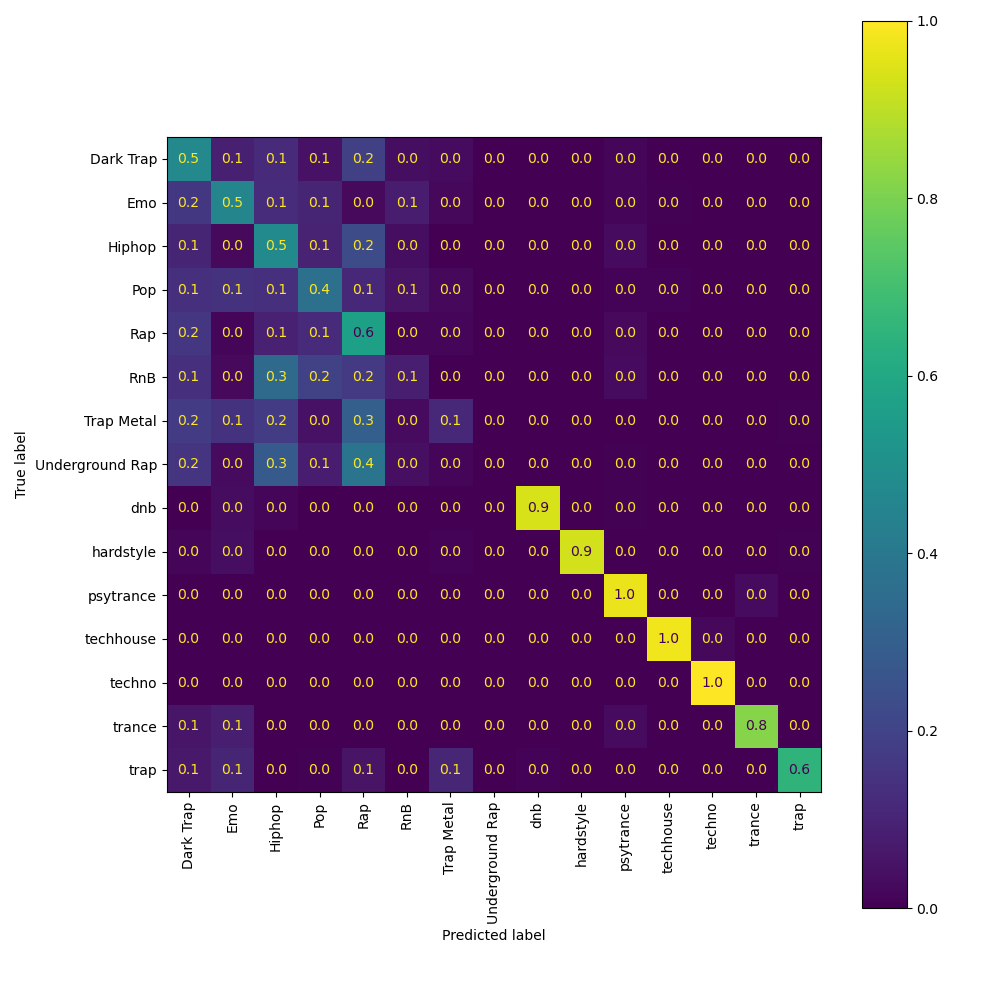 1.0
Dark Trap 0.5 0.1 0.1 0.1 0.2 0.0 0.0 0.0 0.0 0.0 0.0 0.0 0.0 0.0 0.0
Emo 0.2 0.5 0.1 0.1 0.0 0.1 0.0 0.0 0.0 0.0 0.0 0.0 0.0 0.0 0.0
0.8
Hiphop 0.1 0.0 0.5 0.1 0.2 0.0 0.0 0.0 0.0 0.0 0.0 0.0 0.0 0.0 0.0
Pop 0.1 0.1 0.1 0.4 0.1 0.1 0.0 0.0 0.0 0.0 0.0 0.0 0.0 0.0 0.0
Rap 0.2 0.0 0.1 0.1 0.6 0.0 0.0 0.0 0.0 0.0 0.0 0.0 0.0 0.0 0.0
RnB 0.1 0.0 0.3 0.2 0.2 0.1 0.0 0.0 0.0 0.0 0.0 0.0 0.0 0.0 0.0
0.6
Trap Metal 0.2 0.1 0.2 0.0 0.3 0.0 0.1 0.0 0.0 0.0 0.0 0.0 0.0 0.0 0.0
Underground Rap 0.2 0.0 0.3 0.1 0.4 0.0 0.0 0.0 0.0 0.0 0.0 0.0 0.0 0.0 0.0
True label
dnb 0.0 0.0 0.0 0.0 0.0 0.0 0.0 0.0 0.9 0.0 0.0 0.0 0.0 0.0 0.0
hardstyle 0.0 0.0 0.0 0.0 0.0 0.0 0.0 0.0 0.0 0.9 0.0 0.0 0.0 0.0 0.0
0.4
psytrance 0.0 0.0 0.0 0.0 0.0 0.0 0.0 0.0 0.0 0.0 1.0 0.0 0.0 0.0 0.0
techhouse 0.0 0.0 0.0 0.0 0.0 0.0 0.0 0.0 0.0 0.0 0.0 1.0 0.0 0.0 0.0
techno 0.0 0.0 0.0 0.0 0.0 0.0 0.0 0.0 0.0 0.0 0.0 0.0 1.0 0.0 0.0
trance 0.1 0.1 0.0 0.0 0.0 0.0 0.0 0.0 0.0 0.0 0.0 0.0 0.0 0.8 0.0
0.2
trap 0.1 0.1 0.0 0.0 0.1 0.0 0.1 0.0 0.0 0.0 0.0 0.0 0.0 0.0 0.6
Dark Trap
Emo
Hiphop
Pop
Rap
RnB
Trap Metal
Underground Rap
dnb
hardstyle
psytrance
techhouse
techno
trance
trap
0.0
Predicted label